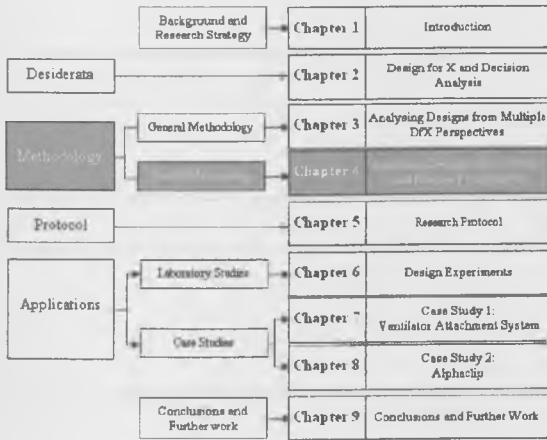 Background and
Research Strategy
Chapter 1
Introduction
Desiderata
Chapter 2
Design for X and Decision
Analysis
Methodology
General Methodology
Chapter 3
Analysing Designs from Multiple
DfX Perspectives
Chapter 4
Protocol
Chapter 5
Research Protocol
Applications
Laboratory Studies
Chapter 6
Design Experiments
Case Studies
Chapter 7
Case Study 1:
Ventilator Attachment System
Chapter 8
Case Study 2:
Alphaclip
Conclusions and
Further work
Chapter 9
Conclusions and Further Work